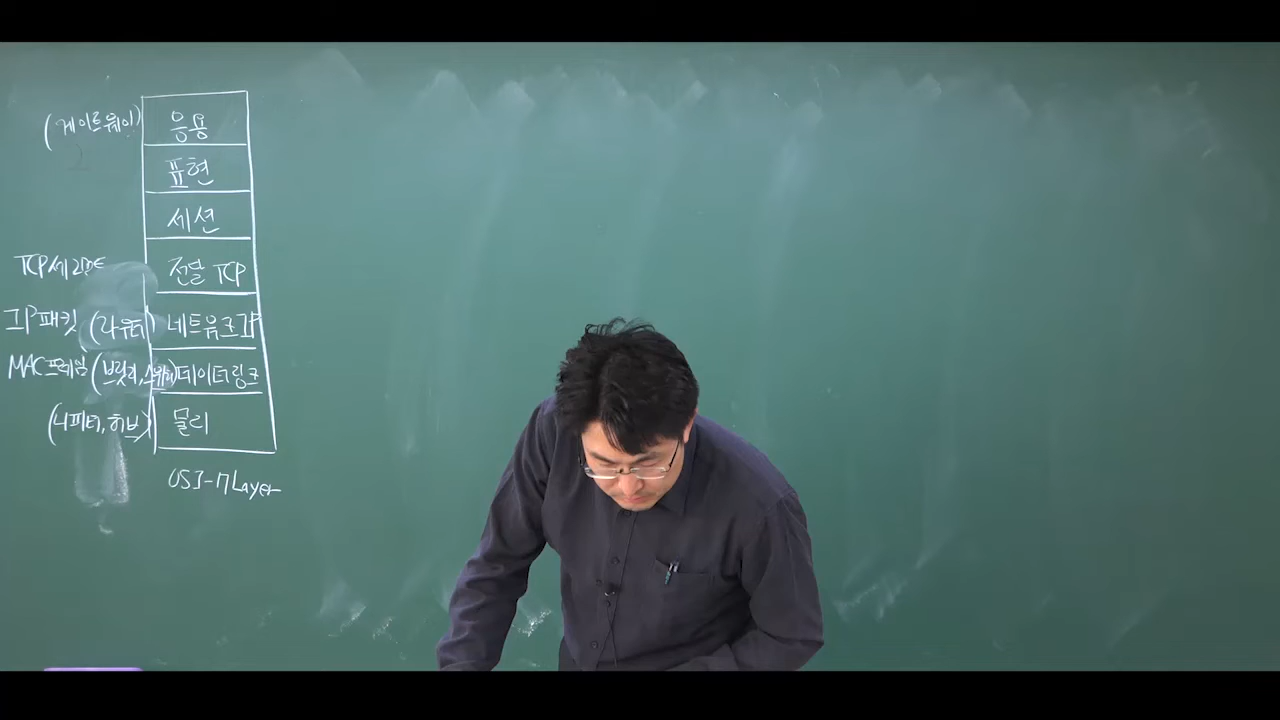 (게이트웨이) 응용
표현
세션
TCP세그먼트 전달 TCP
IP패킷 (라우터) 네트워크 IP
MAC프레임 (브릿지, 스위치) 데이터링크
(리피터, 허브) 물리
OSI-7Layer